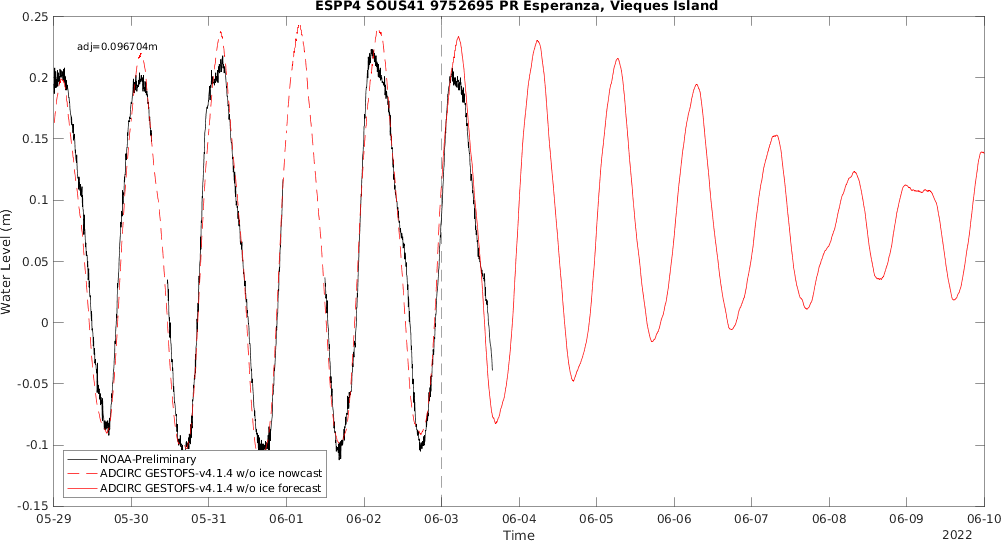 ESPP4 SOUS41 9752695 PR Esperanza, Vieques Island
0.25
adj=0.096704m
0.2
0.15
0.1
0.05
0
-0.05
-0.1
-0.15
Water Level (m)
NOAA-Preliminary
ADCIRC GESTOFS-v4.1.4 w/o ice nowcast
ADCIRC GESTOFS-v4.1.4 w/o ice forecast
05-29 05-30 05-31 06-01 06-02 06-03 06-04 06-05 06-06 06-07 06-08 06-09 06-10
Time
2022